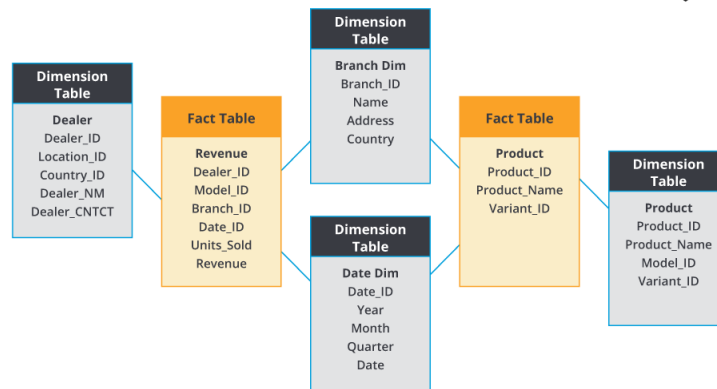 Dimension
Table
Dealer
Dealer_ID
Location_ID
Country_ID
Dealer_NM
Dealer_CNTCT
Fact Table
Revenue
Dealer_ID
Model_ID
Branch_ID
Date_ID
Units_Sold
Revenue
Dimension
Table
Branch Dim
Branch_ID
Name
Address
Country
Dimension
Table
Date Dim
Date_ID
Year
Month
Quarter
Date
Fact Table
Product
Product_ID
Product_Name
Variant_ID
Dimension
Table
Product
Product_ID
Product_Name
Model_ID
Variant_ID